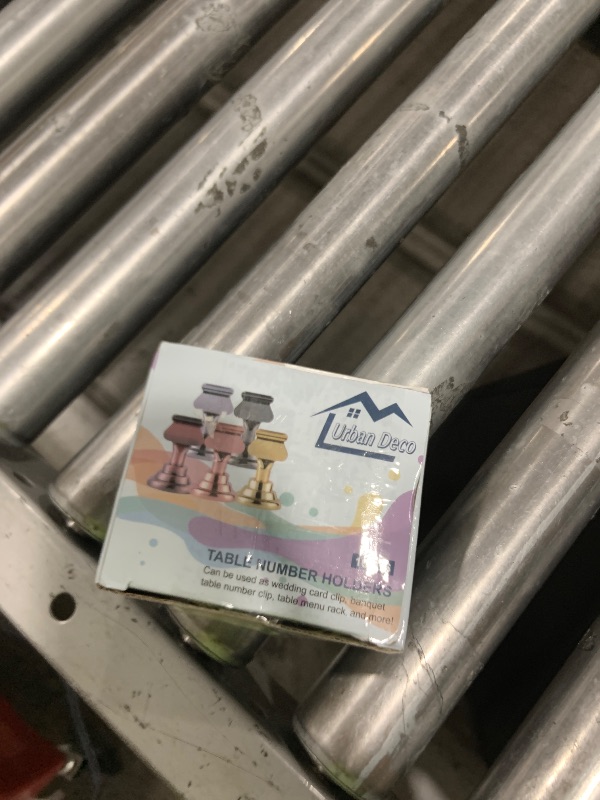 Urban Deco
TABLE NUMBER HOLDERS
Can be used as wedding card clip, banquet
table number clip, table menu rack, and more!